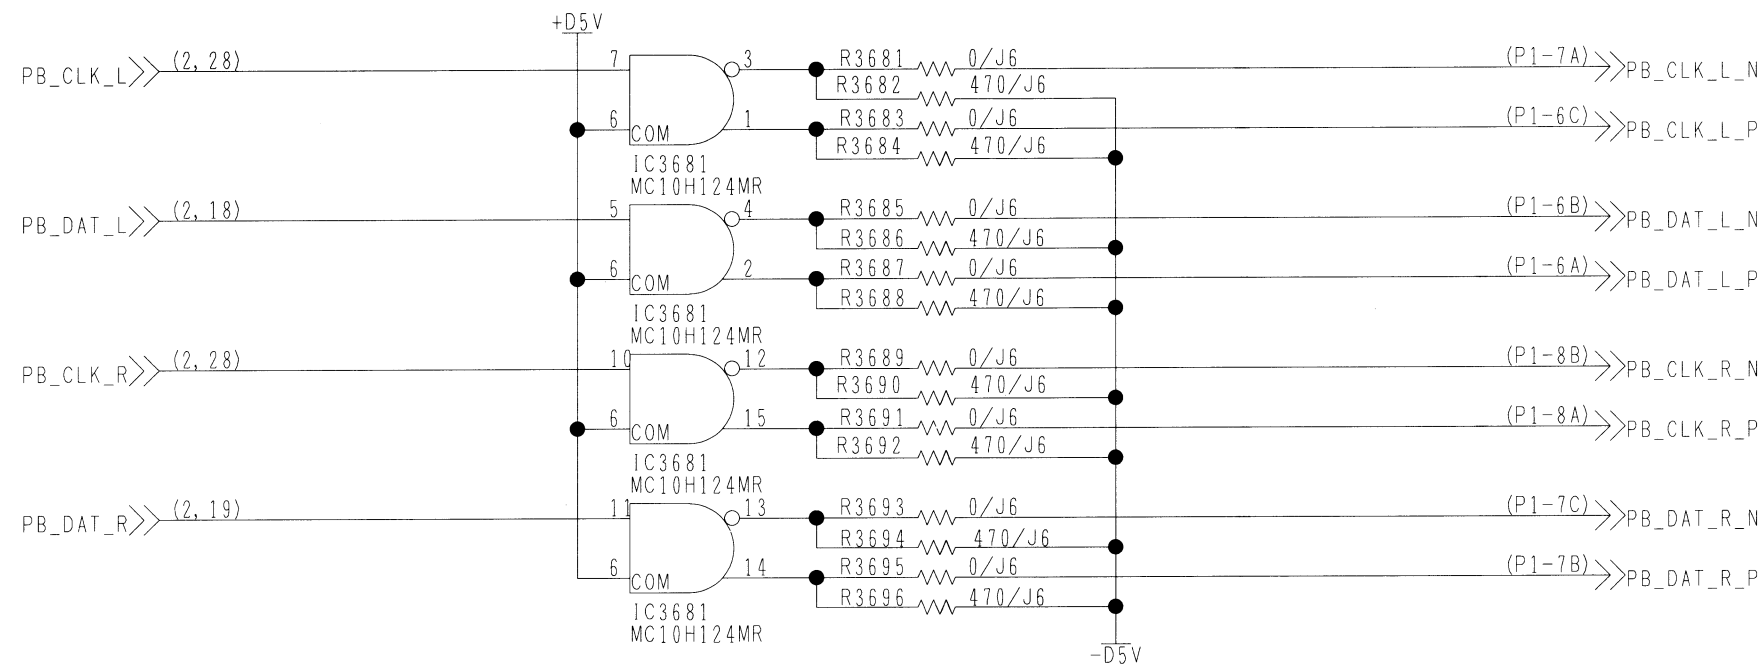 +D5V
PB_CLK_L (2,28) 7 3 R3681 0/J6 (P1-7A) PB_CLK_L_N
R3682 470/J6
6 COM 1 R3683 0/J6 (P1-6C) PB_CLK_L_P
R3684 470/J6
IC3681
MC10H124MR
PB_DAT_L (2,18) 5 4 R3685 0/J6 (P1-6B) PB_DAT_L_N
R3686 470/J6
6 COM 2 R3687 0/J6 (P1-6A) PB_DAT_L_P
R3688 470/J6
IC3681
MC10H124MR
PB_CLK_R (2,28) 10 12 R3689 0/J6 (P1-8B) PB_CLK_R_N
R3690 470/J6
6 COM 15 R3691 0/J6 (P1-8A) PB_CLK_R_P
R3692 470/J6
IC3681
MC10H124MR
PB_DAT_R (2,19) 11 13 R3693 0/J6 (P1-7C) PB_DAT_R_N
R3694 470/J6
6 COM 14 R3695 0/J6 (P1-7B) PB_DAT_R_P
R3696 470/J6
IC3681
MC10H124MR
-D5V